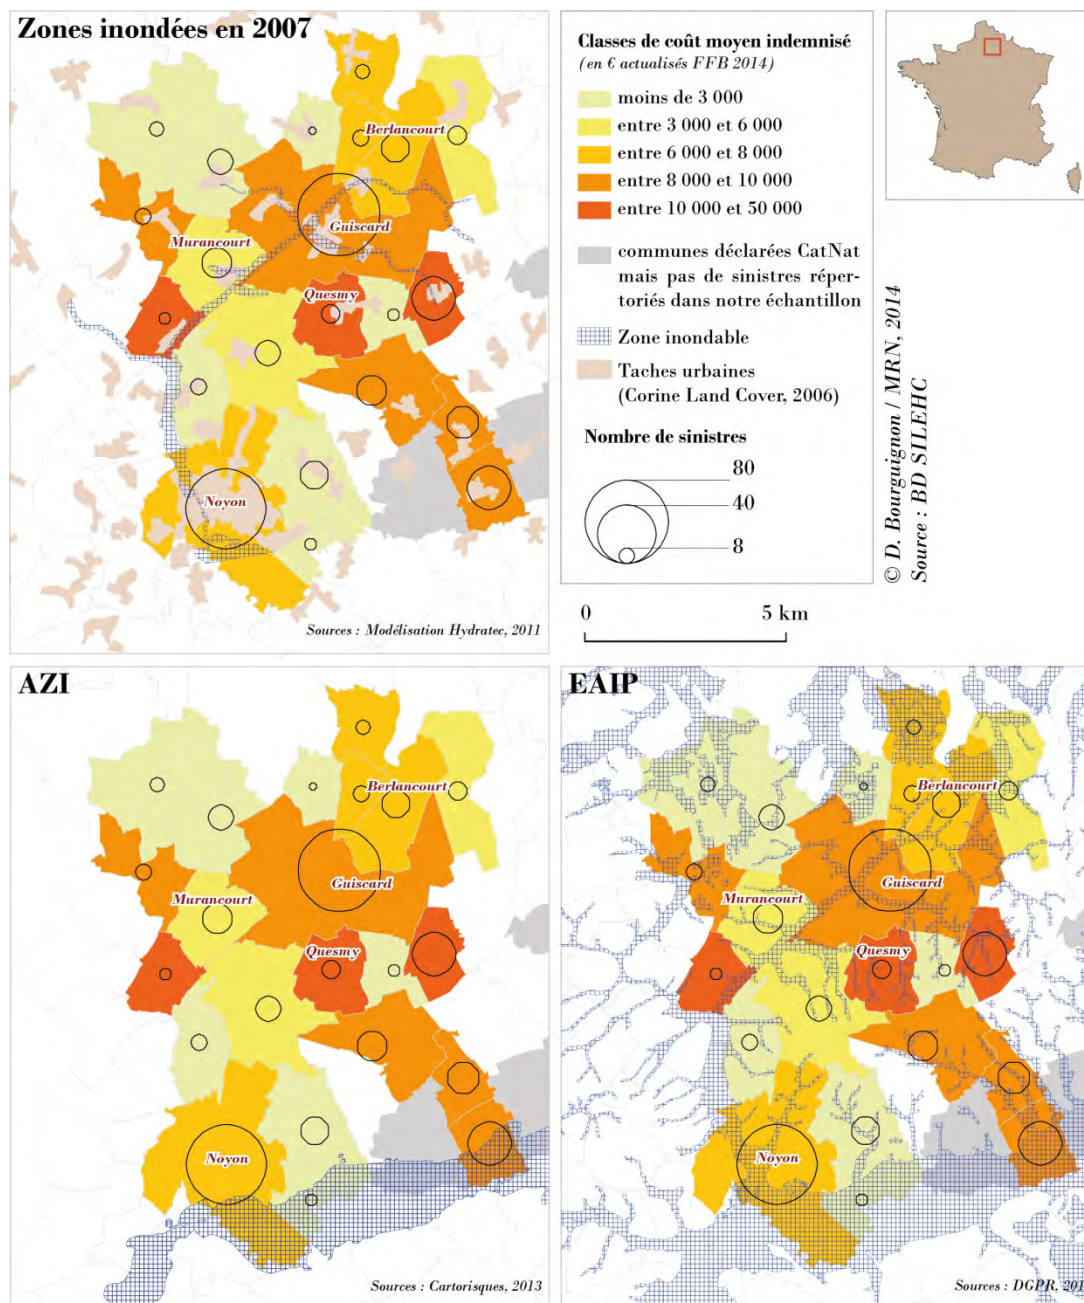 Zones inondées en 2007
Berlancourt
Guiscard
Murancourt
Quesmy
Noyon
Sources : Modélisation Hydratec, 2011
Classes de coût moyen indemnisé
(en € actualisés FFB 2014)
moins de 3 000
entre 3 000 et 6 000
entre 6 000 et 8 000
entre 8 000 et 10 000
entre 10 000 et 50 000
communes déclarées CatNat
mais pas de sinistres réper-
toriés dans notre échantillon
Zone inondable
Taches urbaines
(Corine Land Cover, 2006)
Nombre de sinistres
80
40
8
0 5 km
© D. Bourguignon / MRN, 2014
Source : BD SILEHC
AZI
Berlancourt
Guiscard
Murancourt
Quesmy
Noyon
Sources : Cartorisques, 2013
EAIP
Berlancourt
Guiscard
Murancourt
Quesmy
Noyon
Sources : DGPR,